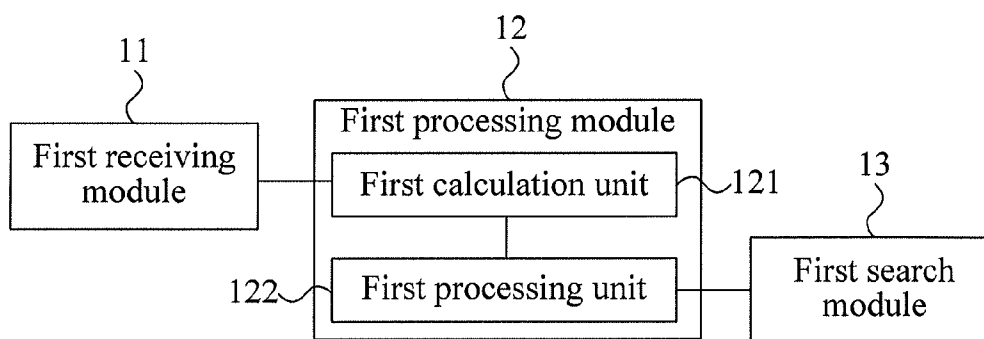 11
12
First processing module
First receiving
module
First calculation unit
121
13
122
First processing unit
First search
module